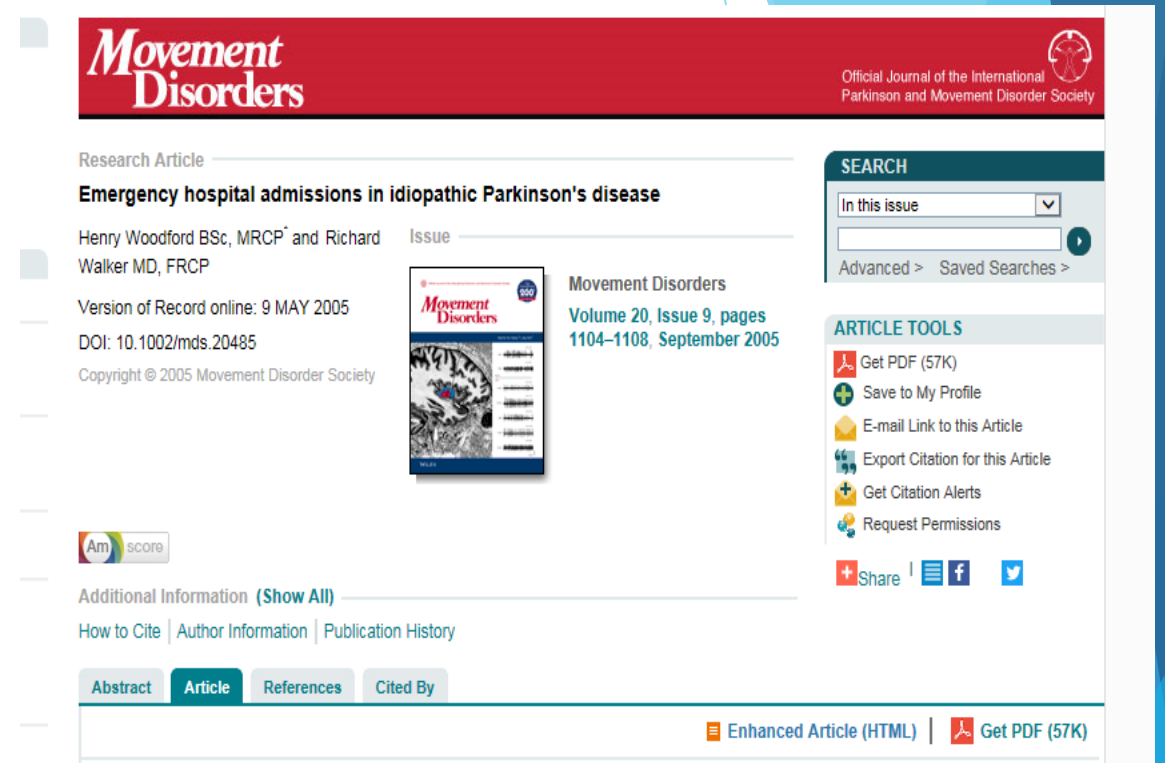 Movement
Disorders
Official Journal of the International
Parkinson and Movement Disorder Society
Research Article
Emergency hospital admissions in idiopathic Parkinson's disease
Henry Woodford BSc, MRCP* and Richard
Walker MD, FRCP
Version of Record online: 9 MAY 2005
DOI: 10.1002/mds.20485
Copyright © 2005 Movement Disorder Society
Issue
Movement
Disorders
WILEY
Movement Disorders
Volume 20, Issue 9, pages
1104–1108, September 2005
SEARCH
In this issue
Advanced > Saved Searches >
ARTICLE TOOLS
Get PDF (57K)
Save to My Profile
E-mail Link to this Article
Export Citation for this Article
Get Citation Alerts
Request Permissions
Share
Am score
Additional Information (Show All)
How to Cite | Author Information | Publication History
Abstract Article References Cited By
Enhanced Article (HTML) | Get PDF (57K)